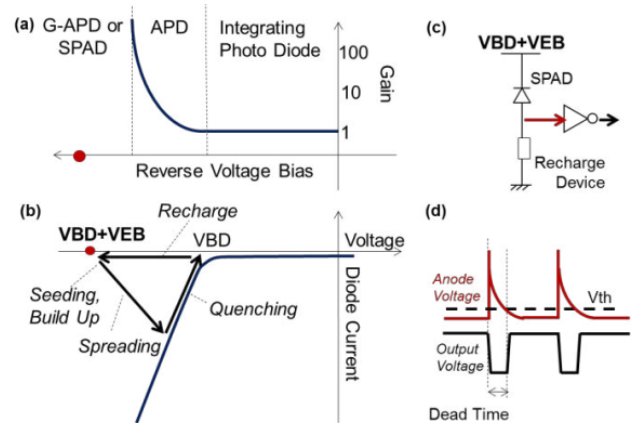 (a)
G-APD or
SPAD
APD
Integrating
Photo Diode
100
10
1
Gain
Reverse Voltage Bias
(b)
Recharge
VBD+VEB
VBD
Voltage
Seeding,
Build Up
Quenching
Spreading
Diode Current
(c)
VBD+VEB
SPAD
Recharge
Device
(d)
Anode
Voltage
Vth
Output
Voltage
Dead Time